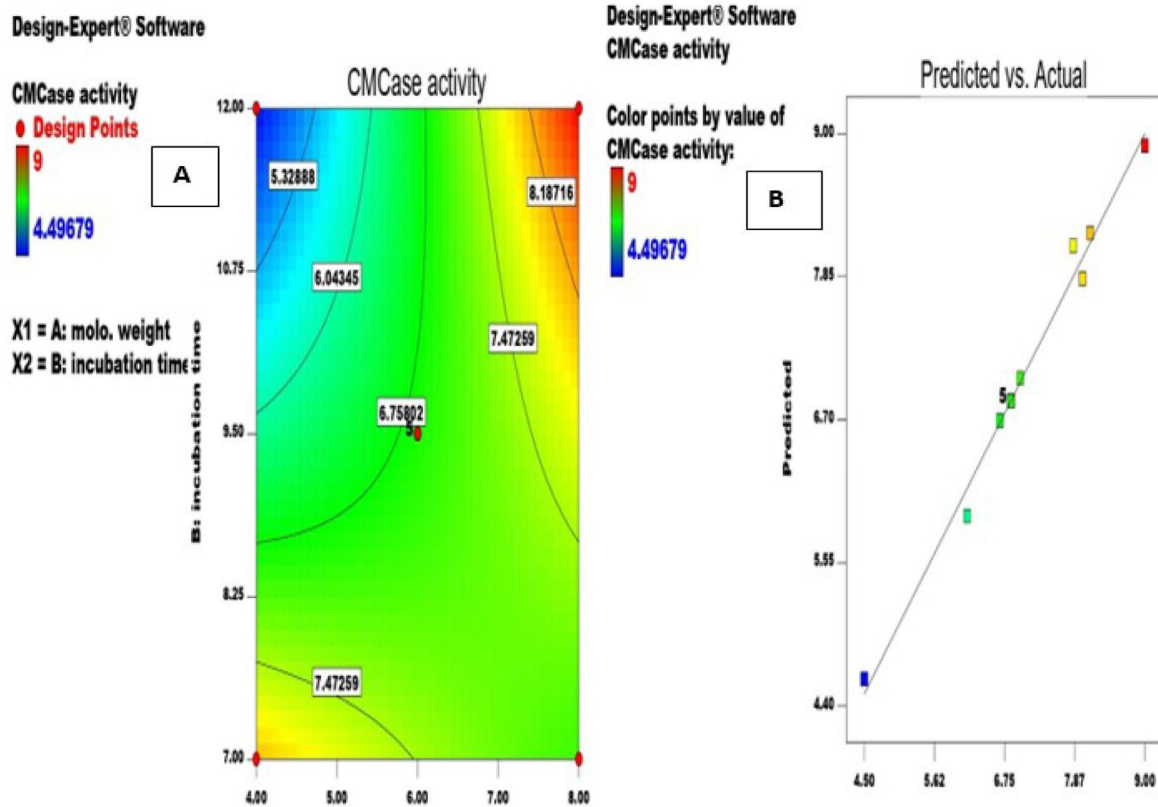 Design-Expert® Software
CMCase activity
Design Points
9
4.49679
X1 = A: molo. weight
X2 = B: incubation time
A
CMCase activity
B: incubation time
12.00
10.75
9.50
8.25
7.00
4.00 5.00 6.00 7.00 8.00
5.32888
8.18716
6.04345
7.47259
6.75802
5
7.47259
Design-Expert® Software
CMCase activity
Color points by value of
CMCase activity:
9
4.49679
B
Predicted vs. Actual
Predicted
9.00
7.85
6.70
5.55
4.40
5
4.50 5.62 6.75 7.87 9.00